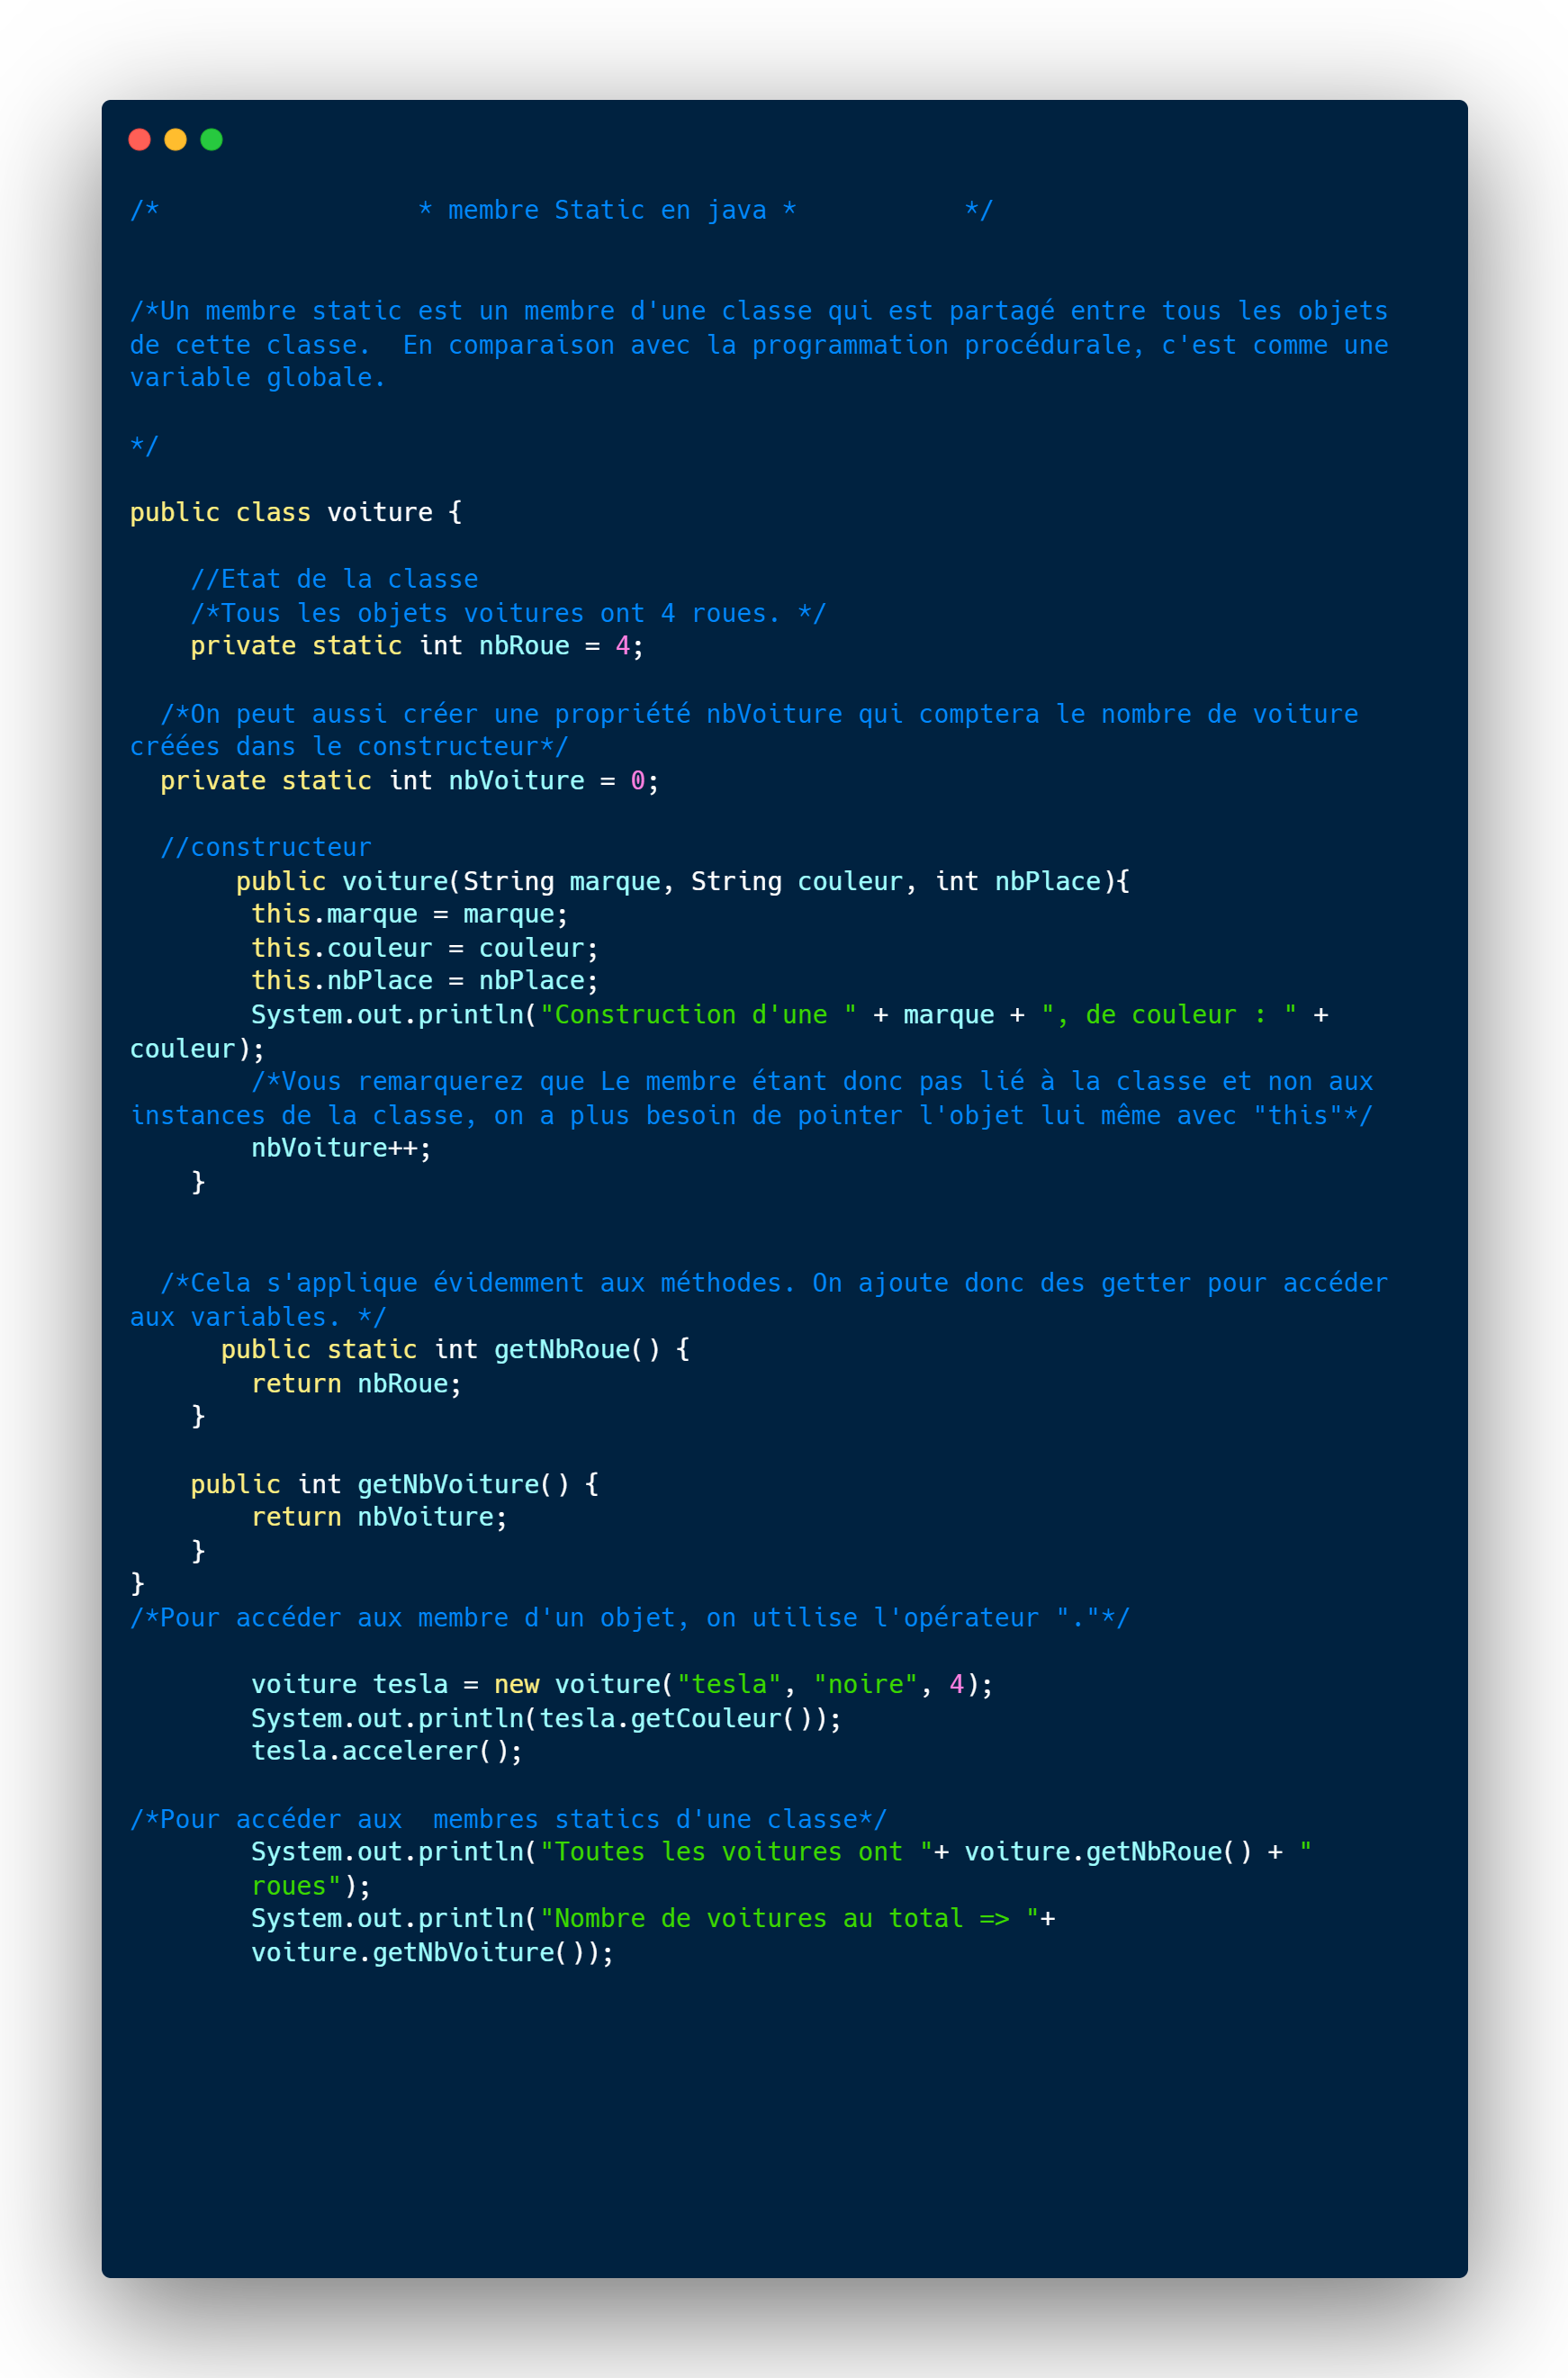 /*                 * membre Static en java *           */
/*Un membre static est un membre d'une classe qui est partagé entre tous les objets
de cette classe.  En comparaison avec la programmation procédurale, c'est comme une
variable globale.
*/
public class voiture {
    //Etat de la classe
    /*Tous les objets voitures ont 4 roues. */
    private static int nbRoue = 4;
  /*On peut aussi créer une propriété nbVoiture qui comptera le nombre de voiture
créées dans le constructeur*/
  private static int nbVoiture = 0;
  //constructeur
       public voiture(String marque, String couleur, int nbPlace){
        this.marque = marque;
        this.couleur = couleur;
        this.nbPlace = nbPlace;
        System.out.println("Construction d'une " + marque + ", de couleur : " +
couleur);
        /*Vous remarquerez que Le membre étant donc pas lié à la classe et non aux
instances de la classe, on a plus besoin de pointer l'objet lui même avec "this"*/
        nbVoiture++;
    }
  /*Cela s'applique évidemment aux méthodes. On ajoute donc des getter pour accéder
aux variables. */
      public static int getNbRoue() {
        return nbRoue;
    }
    public int getNbVoiture() {
        return nbVoiture;
    }
}
/*Pour accéder aux membre d'un objet, on utilise l'opérateur "."*/
        voiture tesla = new voiture("tesla", "noire", 4);
        System.out.println(tesla.getCouleur());
        tesla.accelerer();
/*Pour accéder aux  membres statics d'une classe*/
        System.out.println("Toutes les voitures ont "+ voiture.getNbRoue() + "
        roues");
        System.out.println("Nombre de voitures au total => "+
        voiture.getNbVoiture());